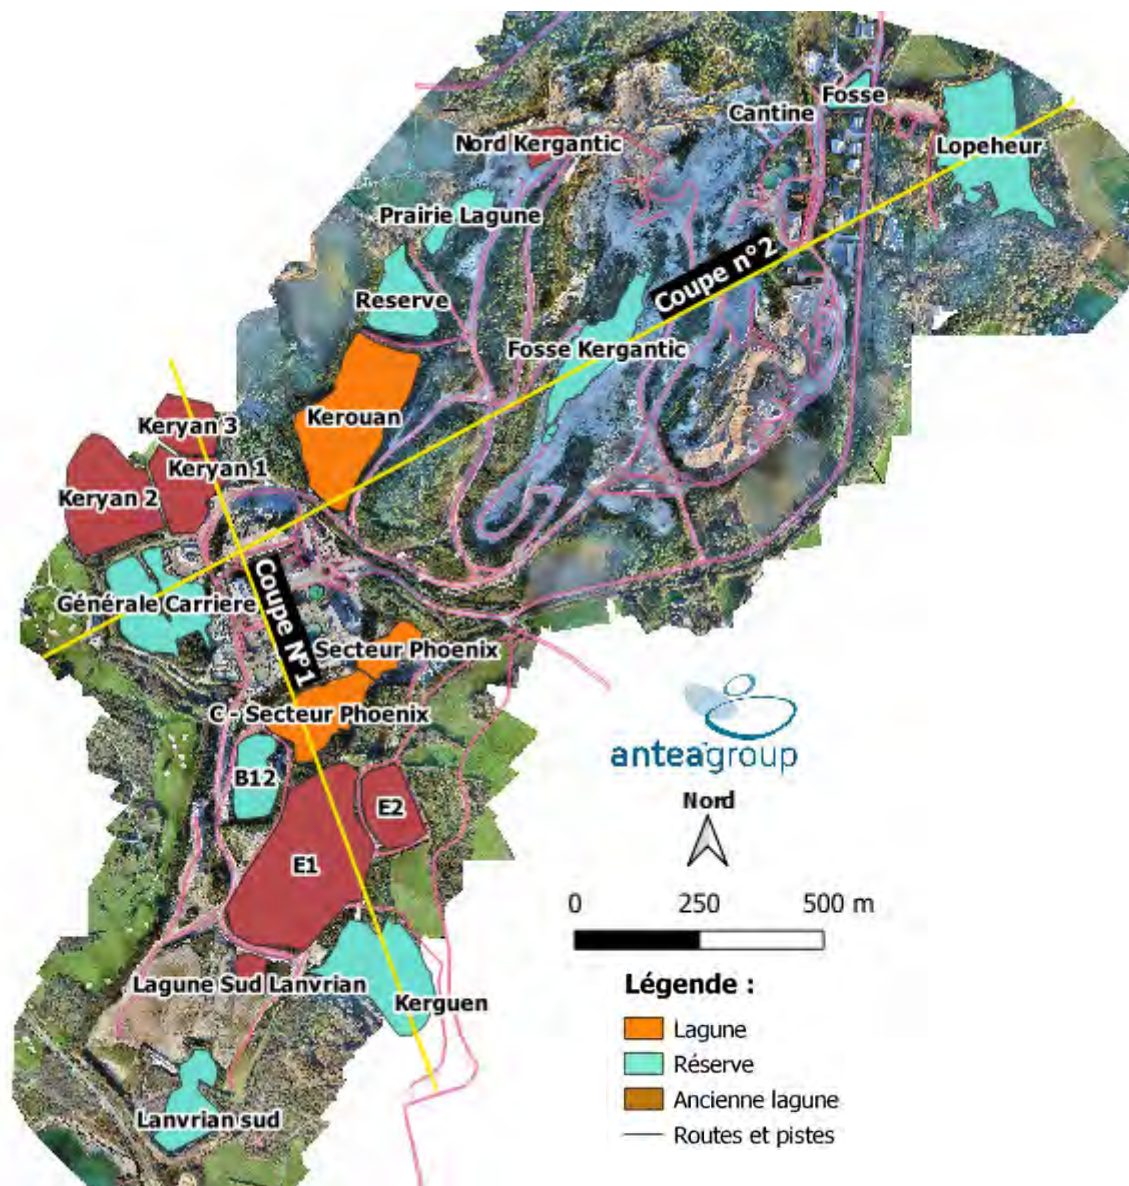 Fosse
Cantine
Nord Kergantic
Lopeheur
Prairie Lagune
Coupe n°2
Reserve
Fosse Kergantic
Kerouan
Keryan 3
Keryan 1
Keryan 2
Générale Carriere
Coupe N°1
Secteur Phoenix
C - Secteur Phoenix
anteagroup
B12
E2
Nord
E1
0 250 500 m
Lagune Sud Lanvrian
Kerguen
Légende :
Lagune
Réserve
Ancienne lagune
Routes et pistes
Lanvrian sud